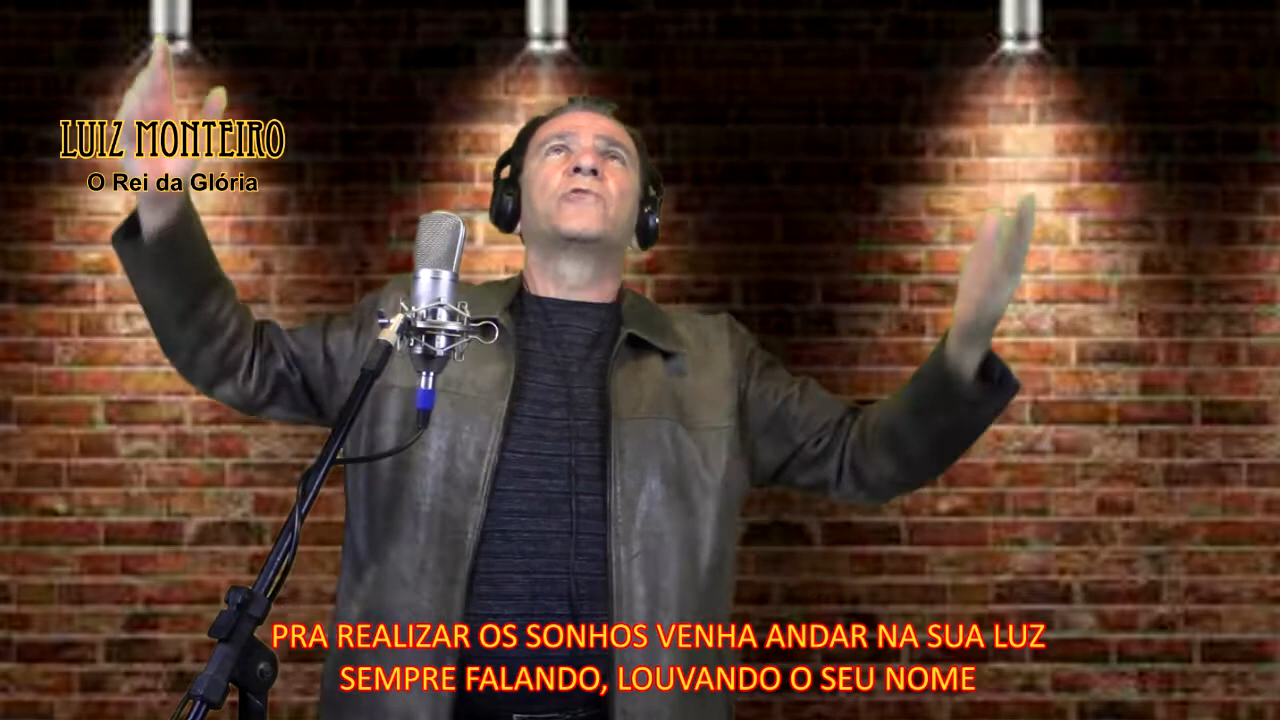 LUIZ MONTEIRO
O Rei da Glória
PRA REALIZAR OS SONHOS VENHA ANDAR NA SUA LUZ
SEMPRE FALANDO, LOUVANDO O SEU NOME